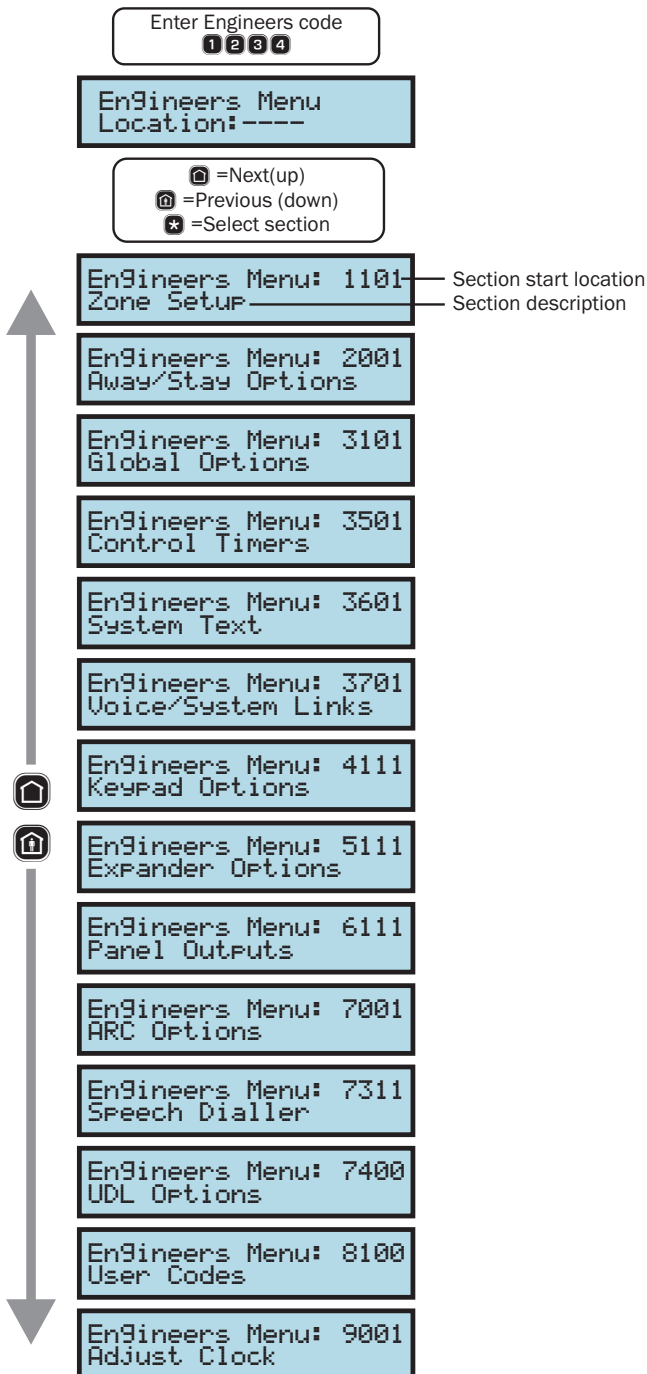 Enter Engineers code
1 2 3 4
Engineers Menu
Location:----
=Next(up)
=Previous (down)
* =Select section
Engineers Menu: 1101
Section start location
Zone Setup
Section description
Engineers Menu: 2001
Away/Stay Options
Engineers Menu: 3101
Global Options
Engineers Menu: 3501
Control Timers
Engineers Menu: 3601
System Text
Engineers Menu: 3701
Voice/System Links
Engineers Menu: 4111
Keypad Options
Engineers Menu: 5111
Expander Options
Engineers Menu: 6111
Panel Outputs
Engineers Menu: 7001
ARC Options
Engineers Menu: 7311
Speech Dialler
Engineers Menu: 7400
UDL Options
Engineers Menu: 8100
User Codes
Engineers Menu: 9001
Adjust Clock